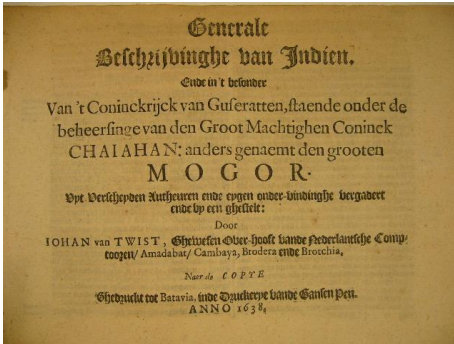 Generale
Beschrijvinghe van Indien.
Ende in 't besonder
Van 't Coninckrijck van Guseratten, staende onder de
beheersinge van den Groot Machtighen Coninck
CHAIAHAN: anders genaemt den grooten
MOGOR.
Uyt Verscheyden Autheuren ende eygen onder-vindinghe vergadert
ende by een ghestelt:
Door
IOHAN van TWIST, Ghewesen Over-hooft vande Nederlantsche Comp-
tooren/ Amadabat/ Cambaya, Brodera ende Brotchia,
Naer de COPYE
Ghedruckt tot Batavia. inde Druckerye vande Gansen Pen.
ANNO 1638.